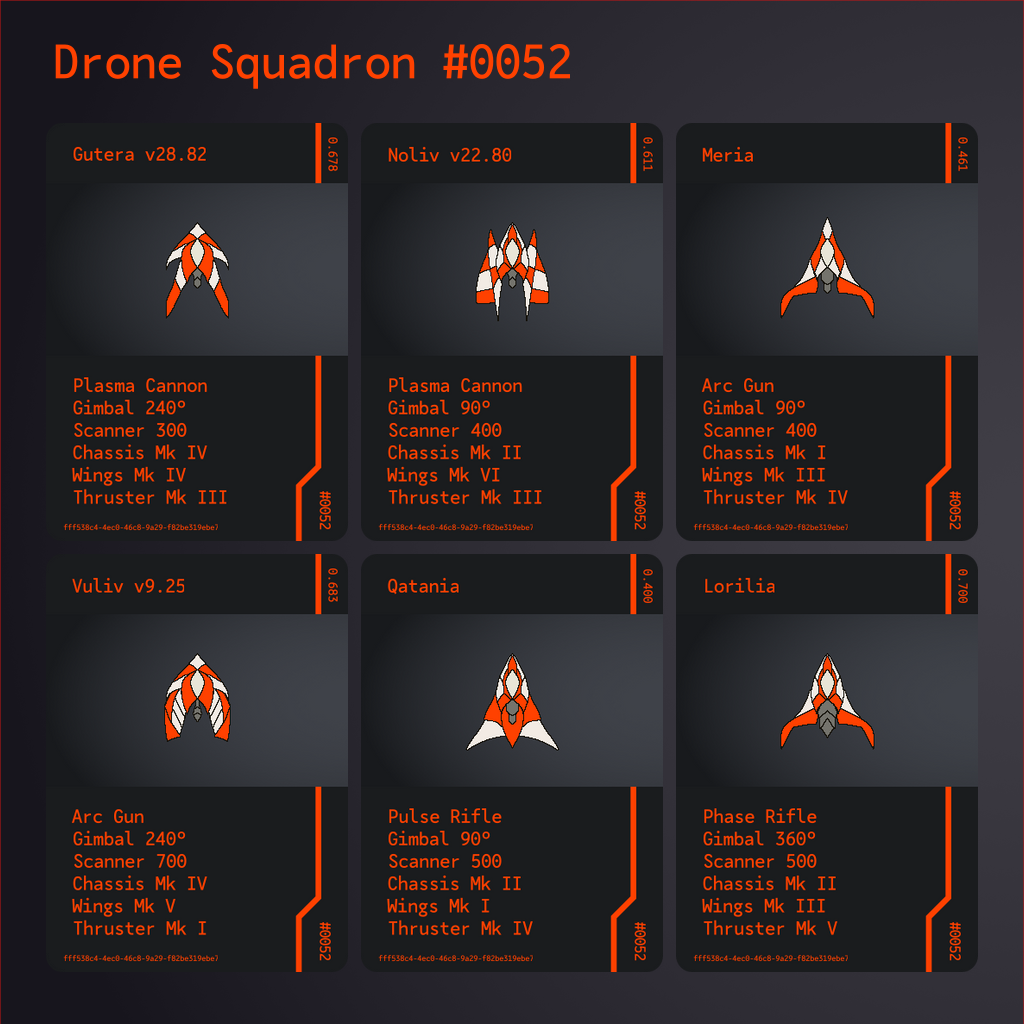 Drone Squadron #0052
Gutera v28.82
0.678
Plasma Cannon
Gimbal 240º
Scanner 300
Chassis Mk IV
Wings Mk IV
Thruster Mk III
#0052
fff538c4-4ec0-46c8-9a29-f82be319ebe7
Noliv v22.80
0.611
Plasma Cannon
Gimbal 90º
Scanner 400
Chassis Mk II
Wings Mk VI
Thruster Mk III
#0052
fff538c4-4ec0-46c8-9a29-f82be319ebe7
Meria
0.461
Arc Gun
Gimbal 90º
Scanner 400
Chassis Mk I
Wings Mk III
Thruster Mk IV
#0052
fff538c4-4ec0-46c8-9a29-f82be319ebe7
Vuliv v9.25
0.683
Arc Gun
Gimbal 240º
Scanner 700
Chassis Mk IV
Wings Mk V
Thruster Mk I
#0052
fff538c4-4ec0-46c8-9a29-f82be319ebe7
Qatania
0.400
Pulse Rifle
Gimbal 90º
Scanner 500
Chassis Mk II
Wings Mk I
Thruster Mk IV
#0052
fff538c4-4ec0-46c8-9a29-f82be319ebe7
Lorilia
0.700
Phase Rifle
Gimbal 360º
Scanner 500
Chassis Mk II
Wings Mk III
Thruster Mk V
#0052
fff538c4-4ec0-46c8-9a29-f82be319ebe7